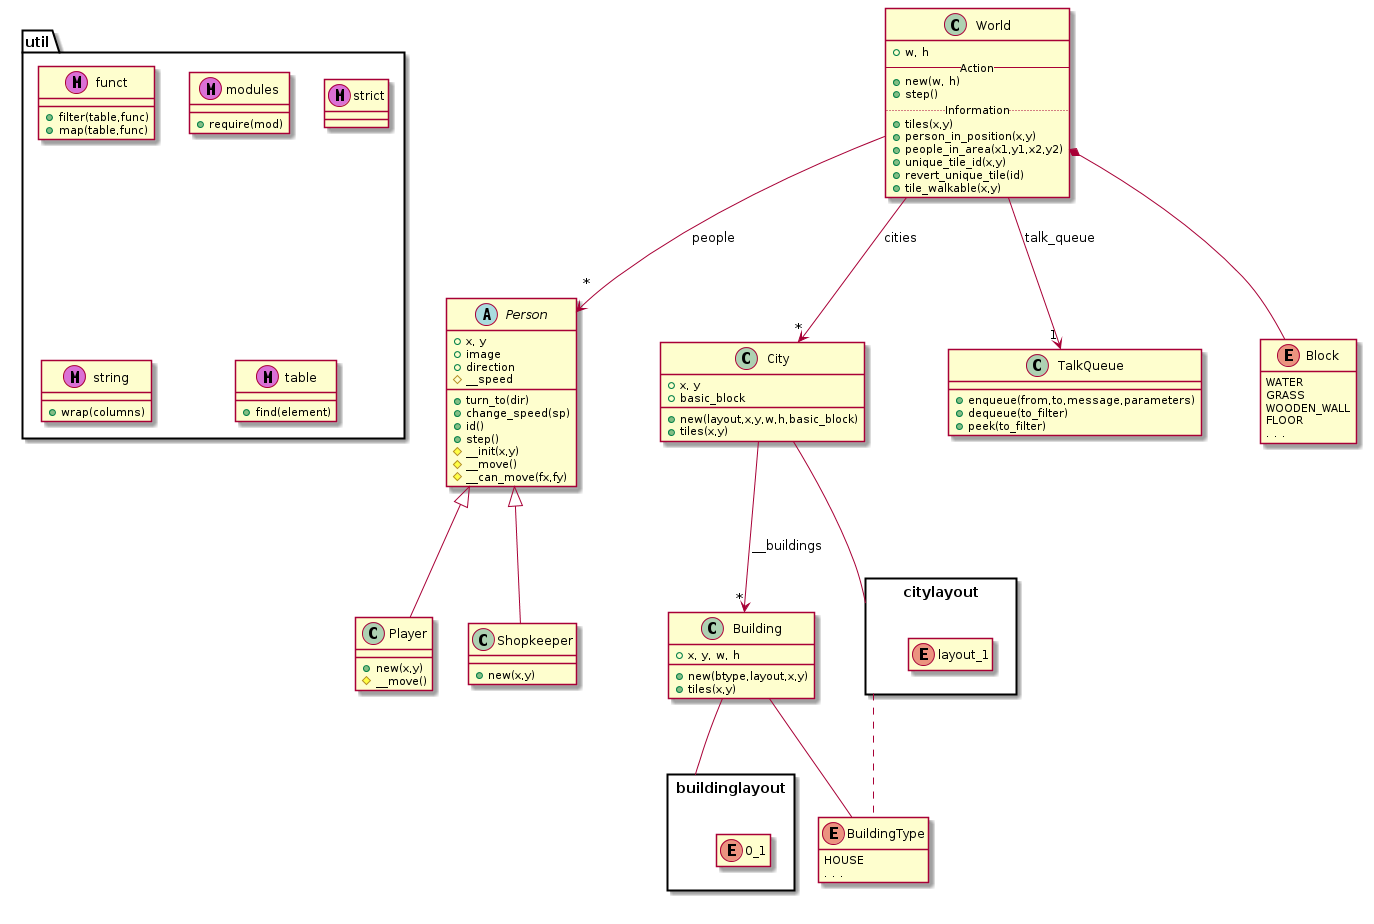 util
M funct
filter(table,func)
map(table,func)
M modules
require(mod)
M strict
M string
wrap(columns)
M table
find(element)
C World
w, h
Action
new(w, h)
step()
Information
tiles(x,y)
person_in_position(x,y)
people_in_area(x1,y1,x2,y2)
unique_tile_id(x,y)
revert_unique_tile(id)
tile_walkable(x,y)
people
cities
talk_queue
*
*
1
A Person
x, y
image
direction
__speed
turn_to(dir)
change_speed(sp)
id()
step()
__init(x,y)
__move()
__can_move(fx,fy)
C City
x, y
basic_block
new(layout,x,y,w,h,basic_block)
tiles(x,y)
C TalkQueue
enqueue(from,to,message,parameters)
dequeue(to_filter)
peek(to_filter)
E Block
WATER
GRASS
WOODEN_WALL
FLOOR
. . .
__buildings
*
C Player
new(x,y)
__move()
C Shopkeeper
new(x,y)
C Building
x, y, w, h
new(btype,layout,x,y)
tiles(x,y)
citylayout
E layout_1
buildinglayout
E 0_1
E BuildingType
HOUSE
. . .